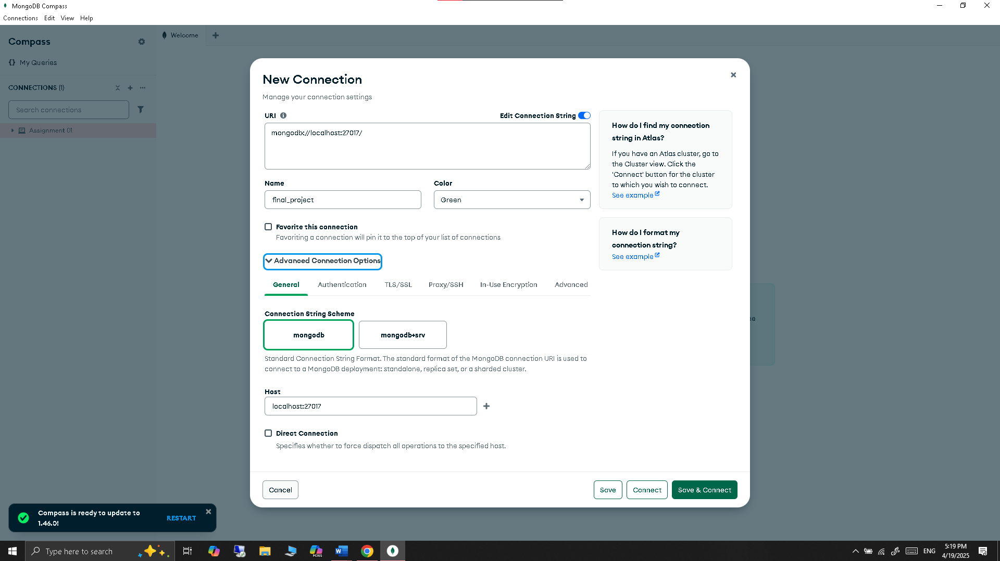 MongoDB Compass
Connections Edit View Help
Compass
My Queries
CONNECTIONS (1)
Search connections
Assignment 01
Welcome
New Connection
Manage your connection settings
URI
Edit Connection String
mongodb://localhost:27017/
Name
Color
final_project
Green
Favorite this connection
Favoriting a connection will pin it to the top of your list of connections
Advanced Connection Options
General Authentication TLS/SSL Proxy/SSH In-Use Encryption Advanced
Connection String Scheme
mongodb
mongodb+srv
Standard Connection String Format. The standard format of the MongoDB connection URI is used to
connect to a MongoDB deployment: standalone, replica set, or a sharded cluster.
Host
localhost:27017
Direct Connection
Specifies whether to force dispatch all operations to the specified host.
How do I find my connection
string in Atlas?
If you have an Atlas cluster, go to
the Cluster view. Click the
'Connect' button for the cluster
to which you wish to connect.
See example
How do I format my
connection string?
See example
Cancel
Save
Connect
Save & Connect
Compass is ready to update to
1.46.0!
RESTART
Type here to search
M365
ENG
5:19 PM
4/19/2025